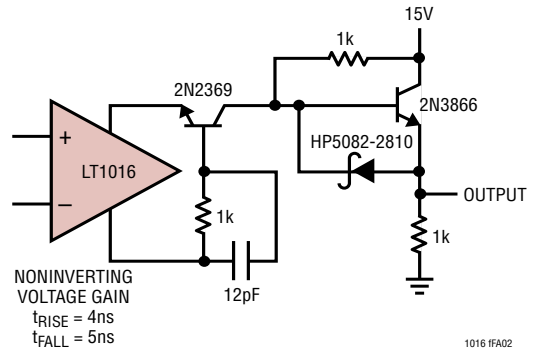 15V
1k
2N2369
2N3866
HP5082-2810
+
LT1016
–
OUTPUT
1k
1k
12pF
NONINVERTING
VOLTAGE GAIN
tRISE = 4ns
tFALL = 5ns
1016 fFA02